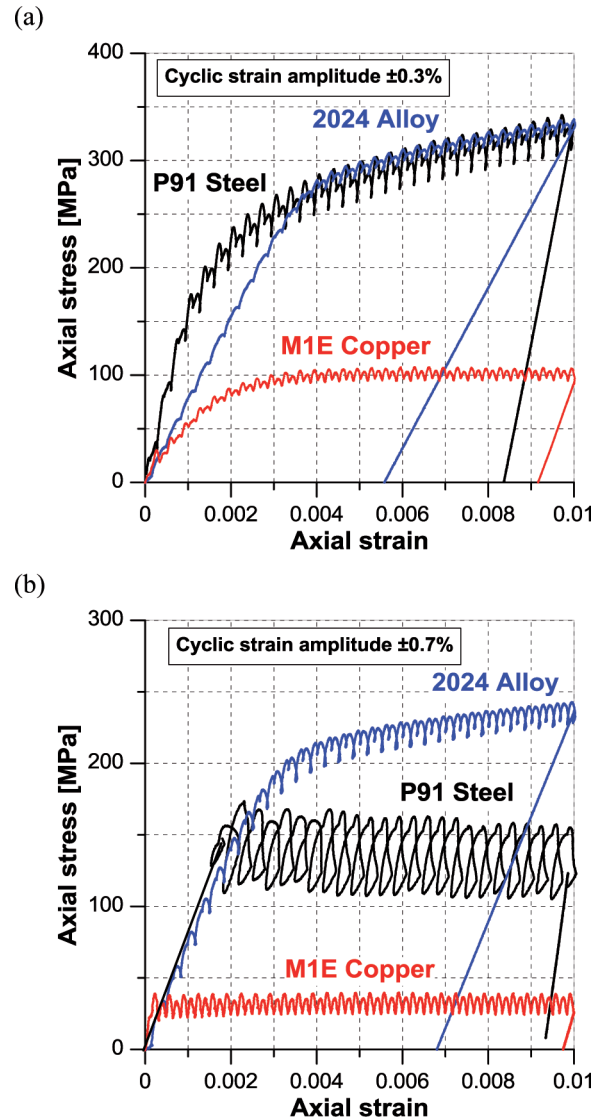 (a)
400
Cyclic strain amplitude ±0.3%
2024 Alloy
300
P91 Steel
200
Axial stress [MPa]
M1E Copper
100
0
0 0.002 0.004 0.006 0.008 0.01
Axial strain
(b)
300
Cyclic strain amplitude ±0.7%
2024 Alloy
200
P91 Steel
Axial stress [MPa]
100
M1E Copper
0
0 0.002 0.004 0.006 0.008 0.01
Axial strain